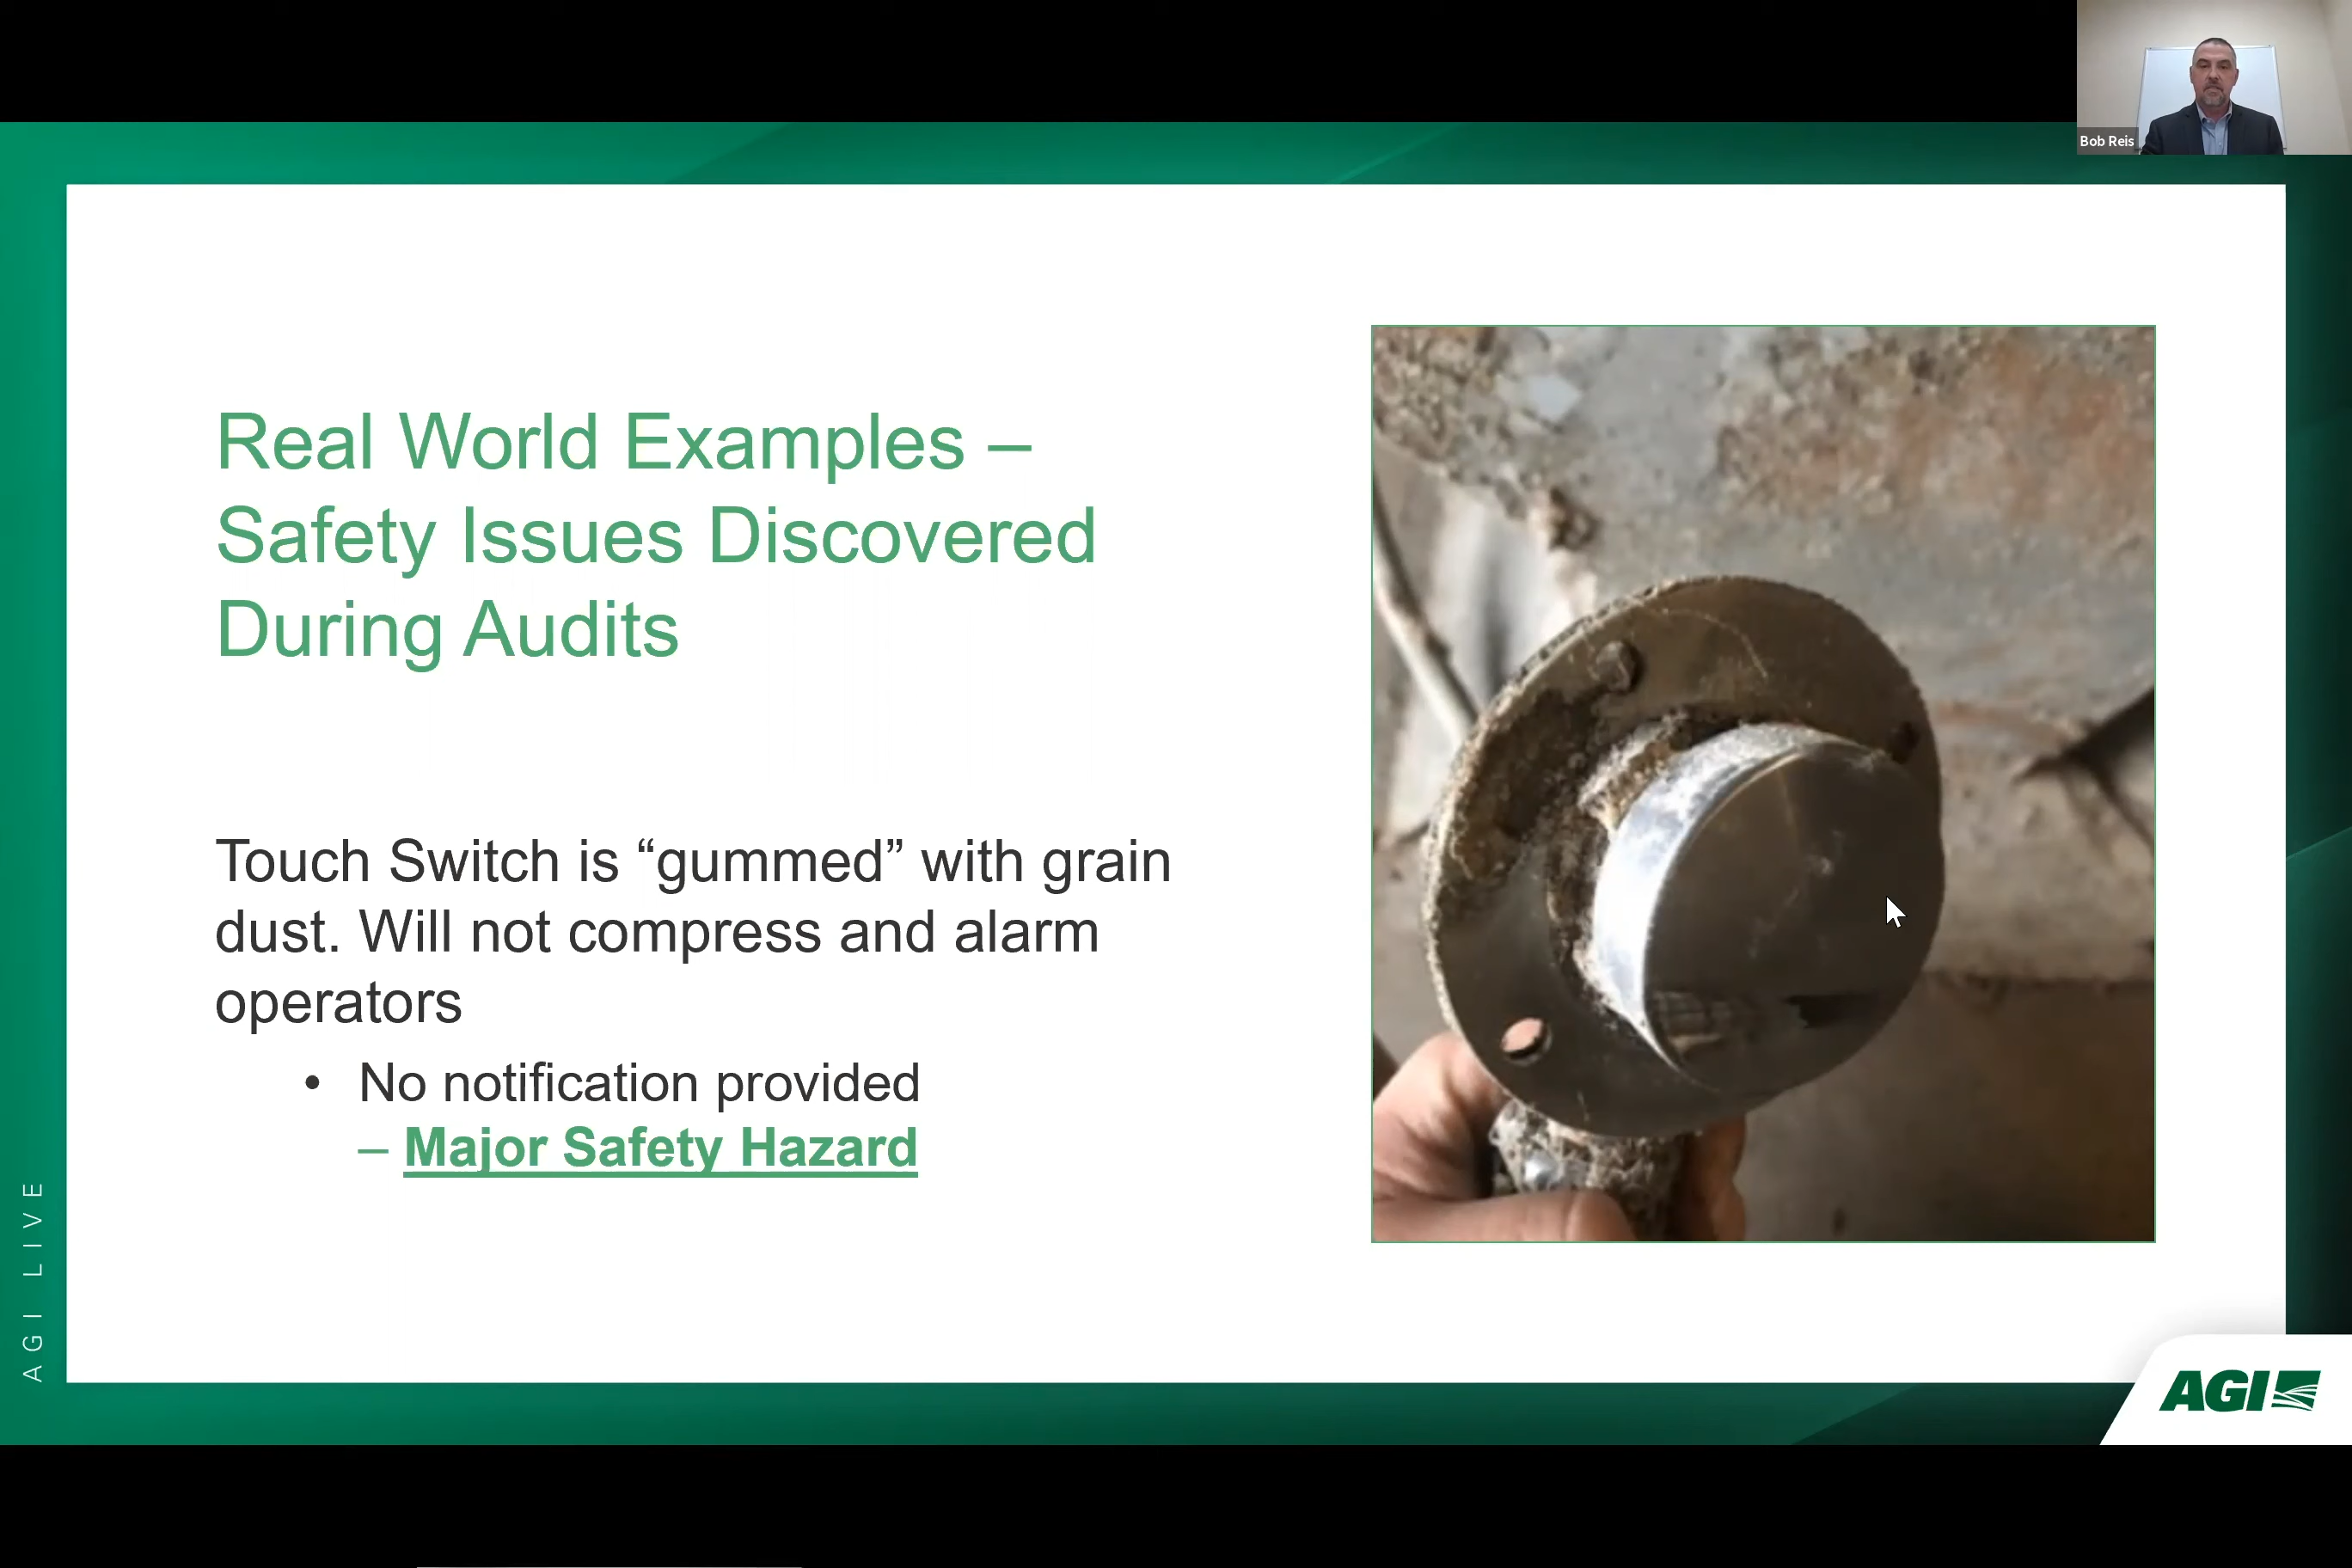 Bob Reis
Real World Examples –
Safety Issues Discovered
During Audits
Touch Switch is “gummed” with grain
dust. Will not compress and alarm
operators
• No notification provided
– Major Safety Hazard
AGI LIVE
AGI